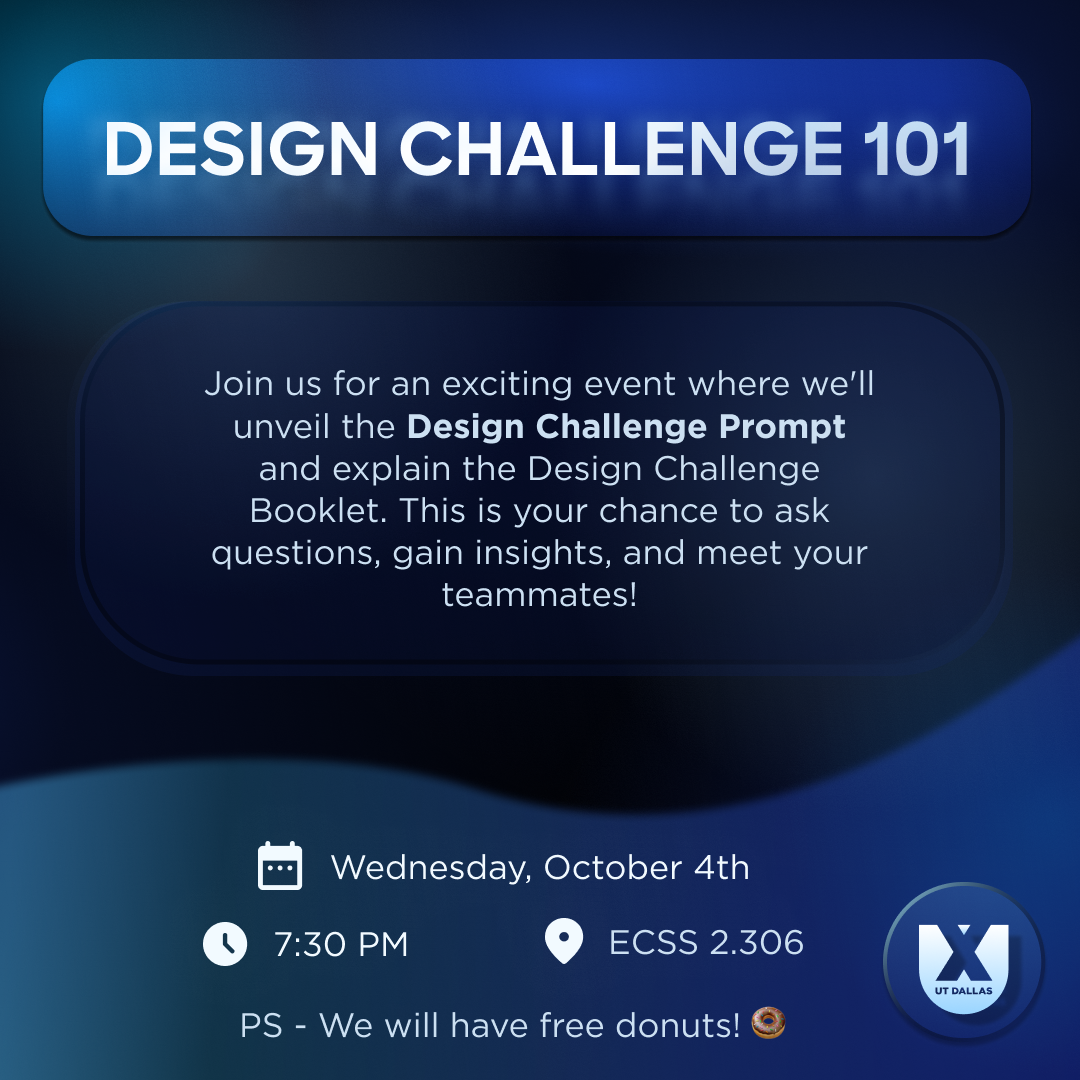 DESIGN CHALLENGE 101
Join us for an exciting event where we'll
unveil the Design Challenge Prompt
and explain the Design Challenge
Booklet. This is your chance to ask
questions, gain insights, and meet your
teammates!
Wednesday, October 4th
7:30 PM
ECSS 2.306
PS - We will have free donuts! 🍩
UX
UT DALLAS